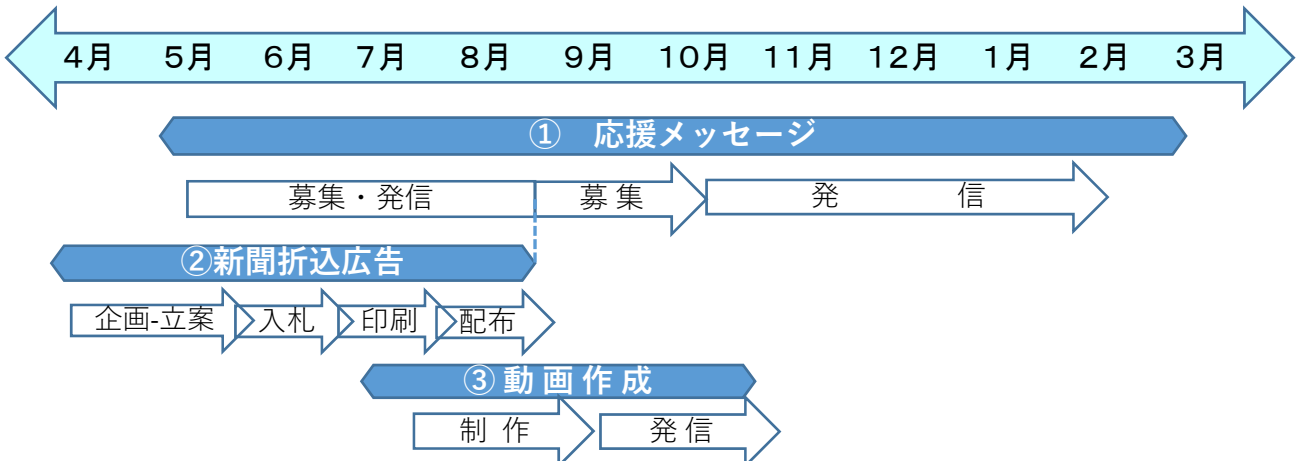 4月 5月 6月 7月 8月 9月 10月 11月 12月 1月 2月 3月
① 応援メッセージ
募集・発信 募集 発信
②新聞折込広告
企画-立案 入札 印刷 配布
③動画作成
制作 発信